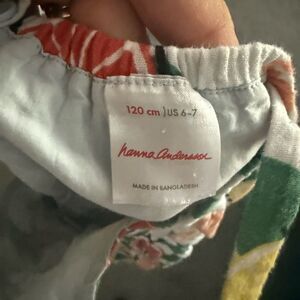 120 cm | US 6-7
hanna andersson
MADE IN BANGLADESH